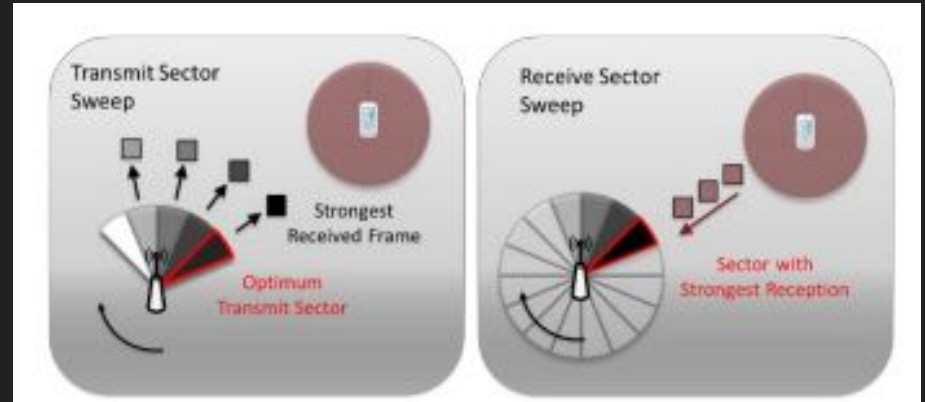 Transmit Sector
Sweep
Strongest
Received Frame
Optimum
Transmit Sector
Receive Sector
Sweep
Sector with
Strongest Reception